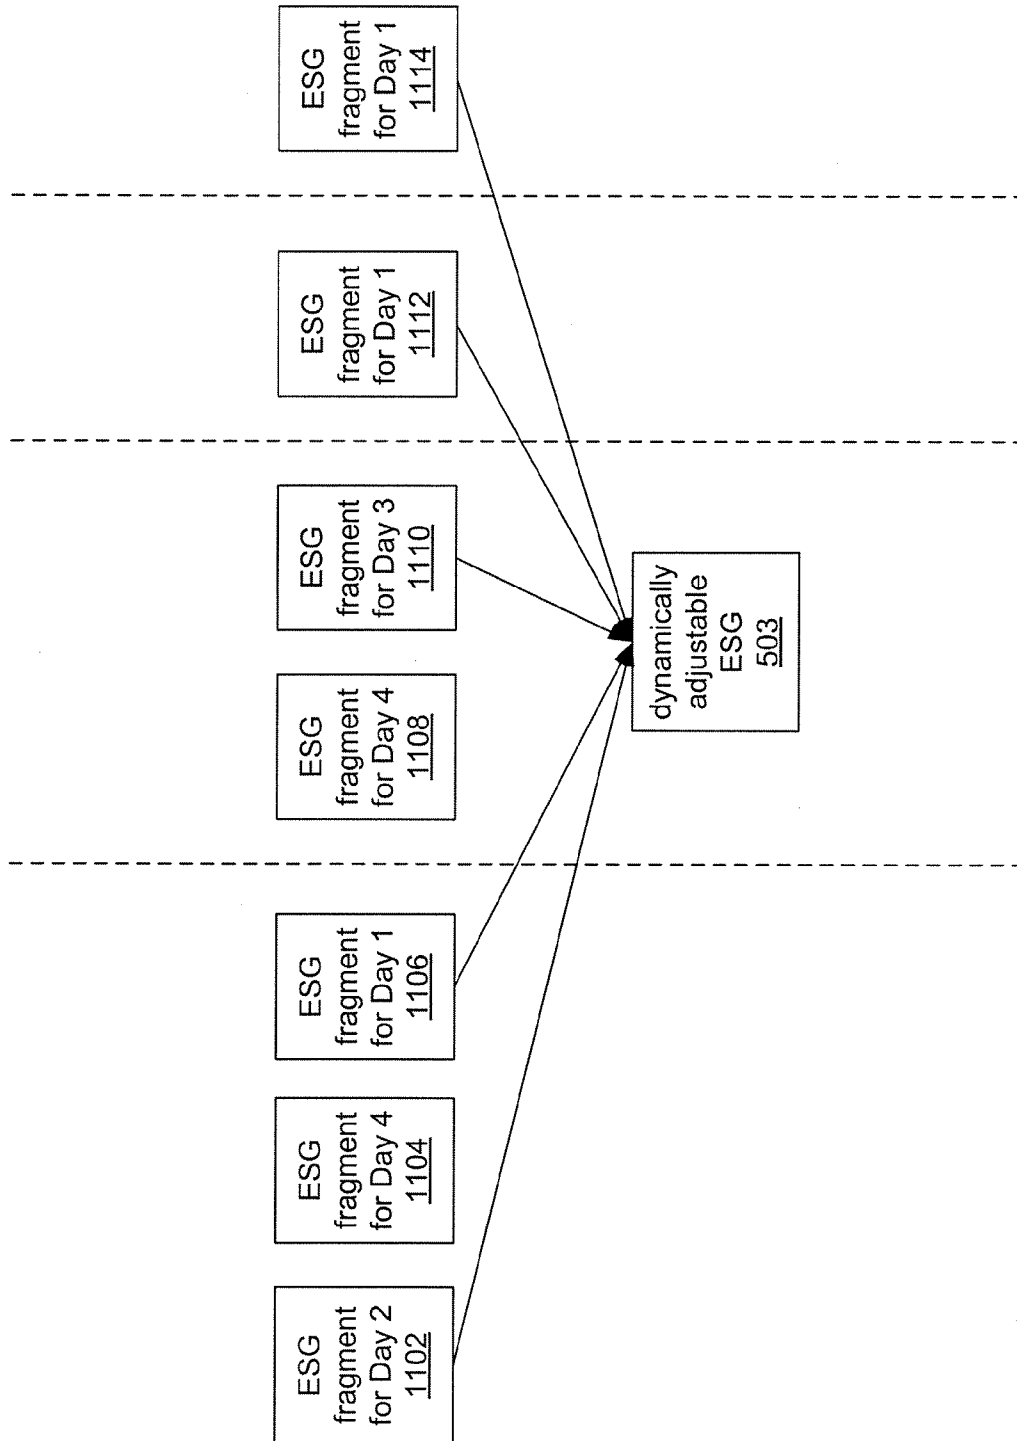 ESG
fragment
for Day 2
1102
ESG
fragment
for Day 4
1104
ESG
fragment
for Day 1
1106
ESG
fragment
for Day 4
1108
ESG
fragment
for Day 3
1110
ESG
fragment
for Day 1
1112
ESG
fragment
for Day 1
1114
dynamically
adjustable
ESG
503